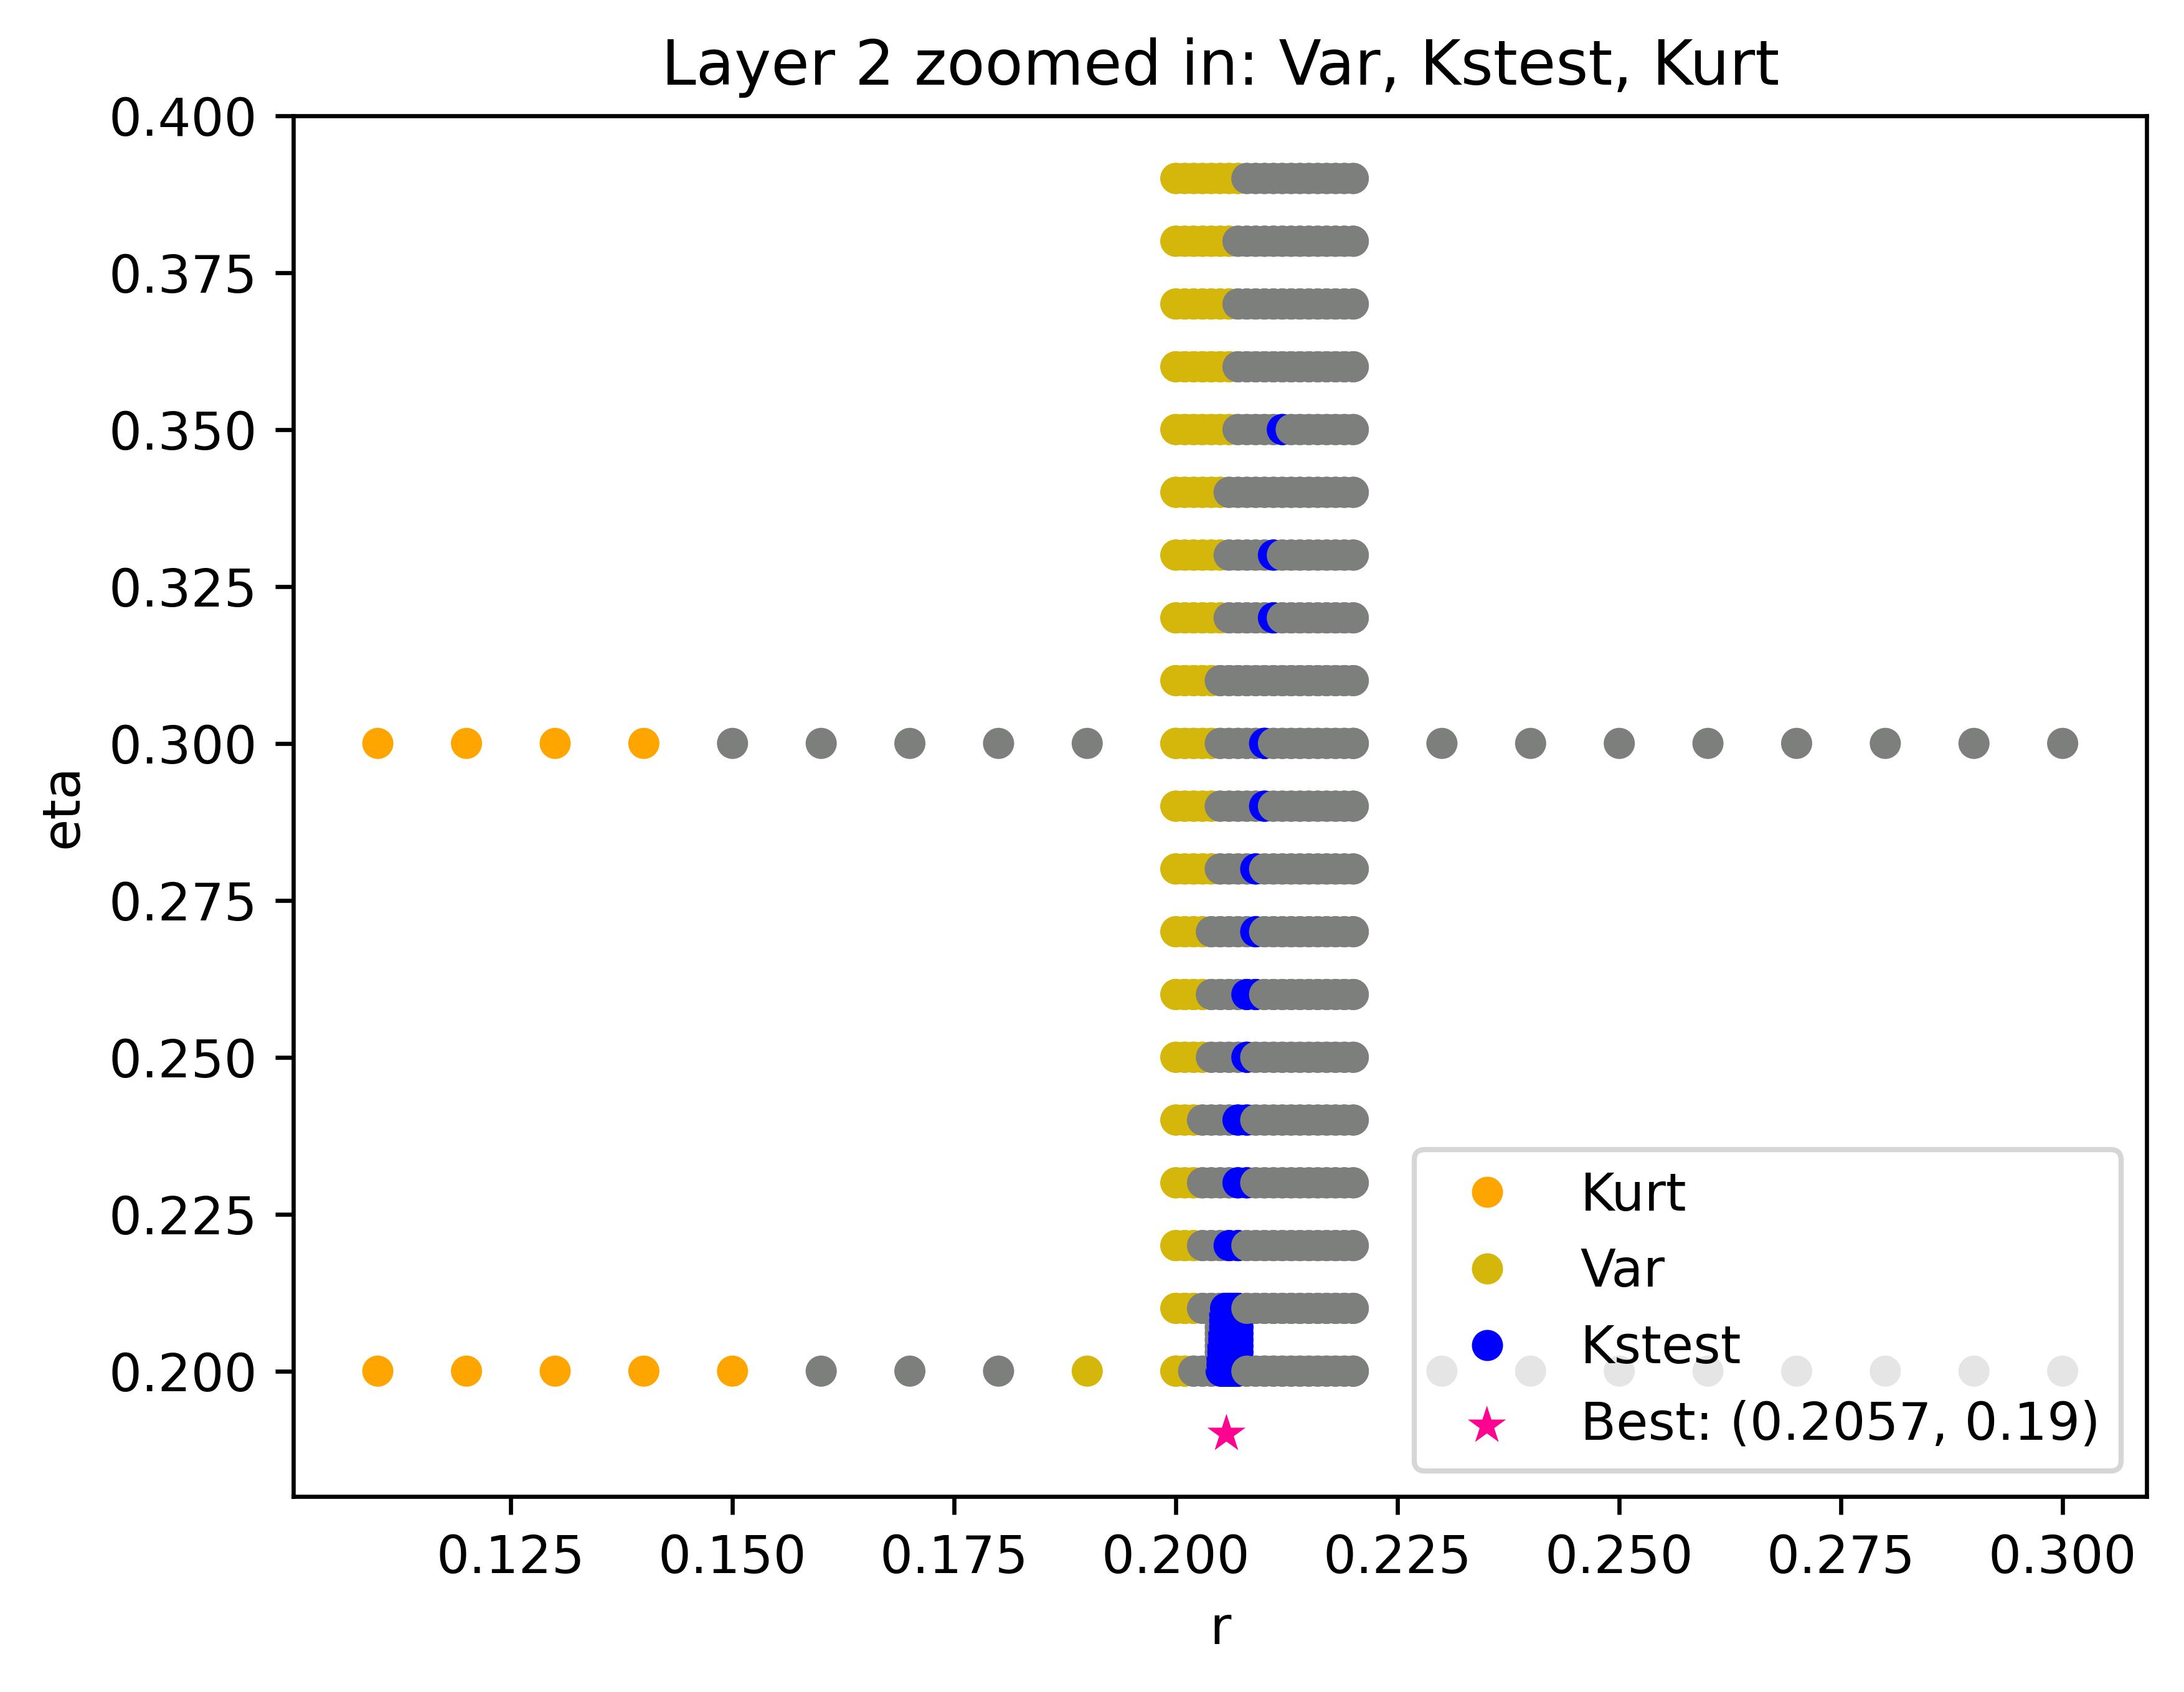 Layer 2 zoomed in: Var, Kstest, Kurt
0.400
0.375
0.350
0.325
0.300
0.275
0.250
0.225
0.200
eta
Kurt
Var
Kstest
Best: (0.2057, 0.19)
0.125 0.150 0.175 0.200 0.225 0.250 0.275 0.300
r